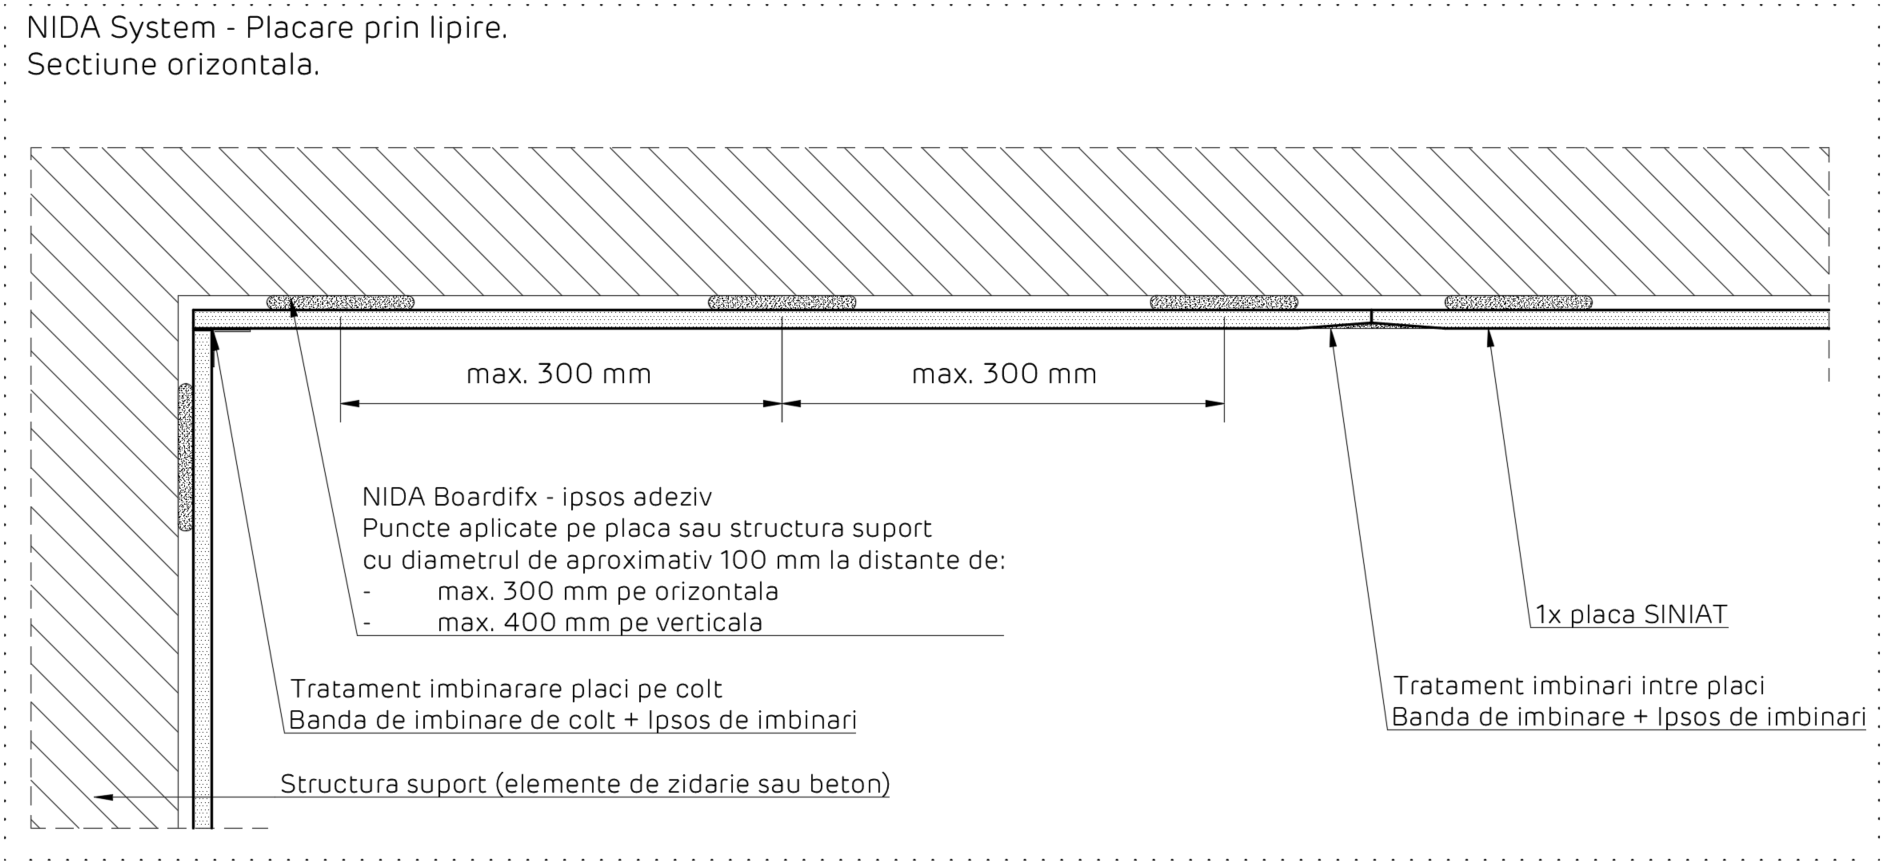 NIDA System - Placare prin lipire.
Sectiune orizontala.
max. 300 mm
max. 300 mm
NIDA Boardifx - ipsos adeziv
Puncte aplicate pe placa sau structura suport
cu diametrul de aproximativ 100 mm la distante de:
- max. 300 mm pe orizontala
- max. 400 mm pe verticala
1x placa SINIAT
Tratament imbinarare placi pe colt
Banda de imbinare de colt + Ipsos de imbinari
Tratament imbinari intre placi
Banda de imbinare + Ipsos de imbinari
Structura suport (elemente de zidarie sau beton)